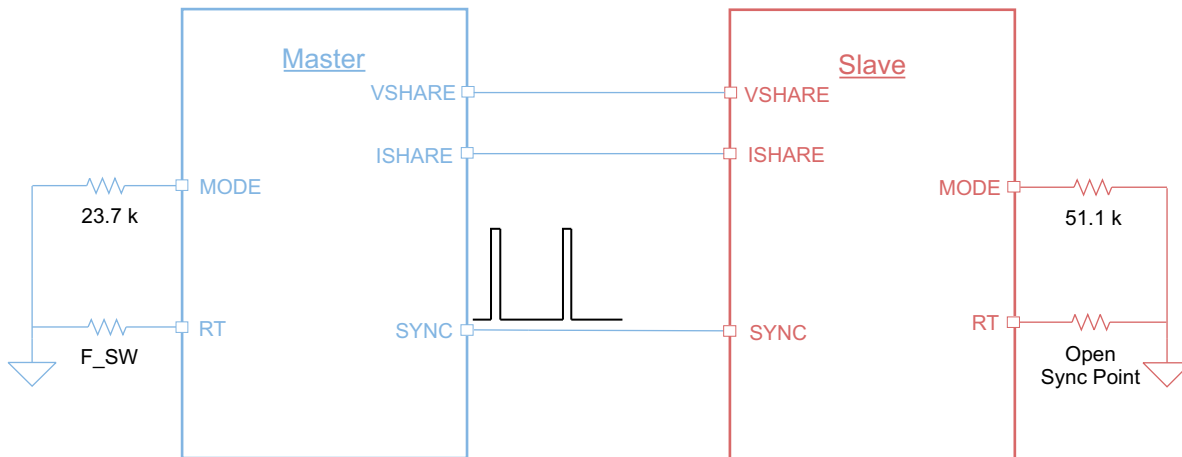 Master
Slave
VSHARE
VSHARE
ISHARE
ISHARE
MODE
MODE
23.7 k
51.1 k
RT
SYNC
SYNC
RT
F_SW
Open
Sync Point